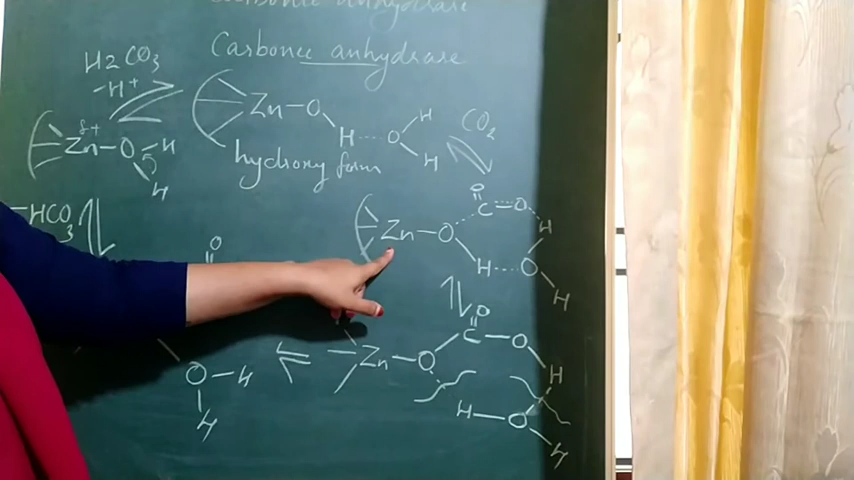 Carbonic anhydrase
Carbonic anhydrase
H2CO3
-H+
Zn-O
H
O
H
H
CO2
δ+
Zn-O
H
H
hydroxy form
-HCO3
O
C=O
Zn-O
H
H
O
H
O
O
C-O
Zn-O
H
O-H
H
H-O
H